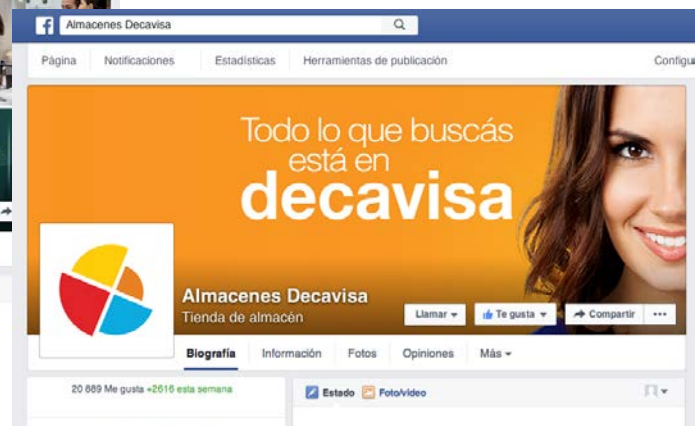 Almacenes Decavisa
Página Notificaciones Estadísticas Herramientas de publicación Configu
Todo lo que buscás
está en
decavisa
Almacenes Decavisa
Tienda de almacén
Llamar Te gusta Compartir ...
Biografía Información Fotos Opiniones Más
20 689 Me gusta +2616 esta semana
Estado Foto/video